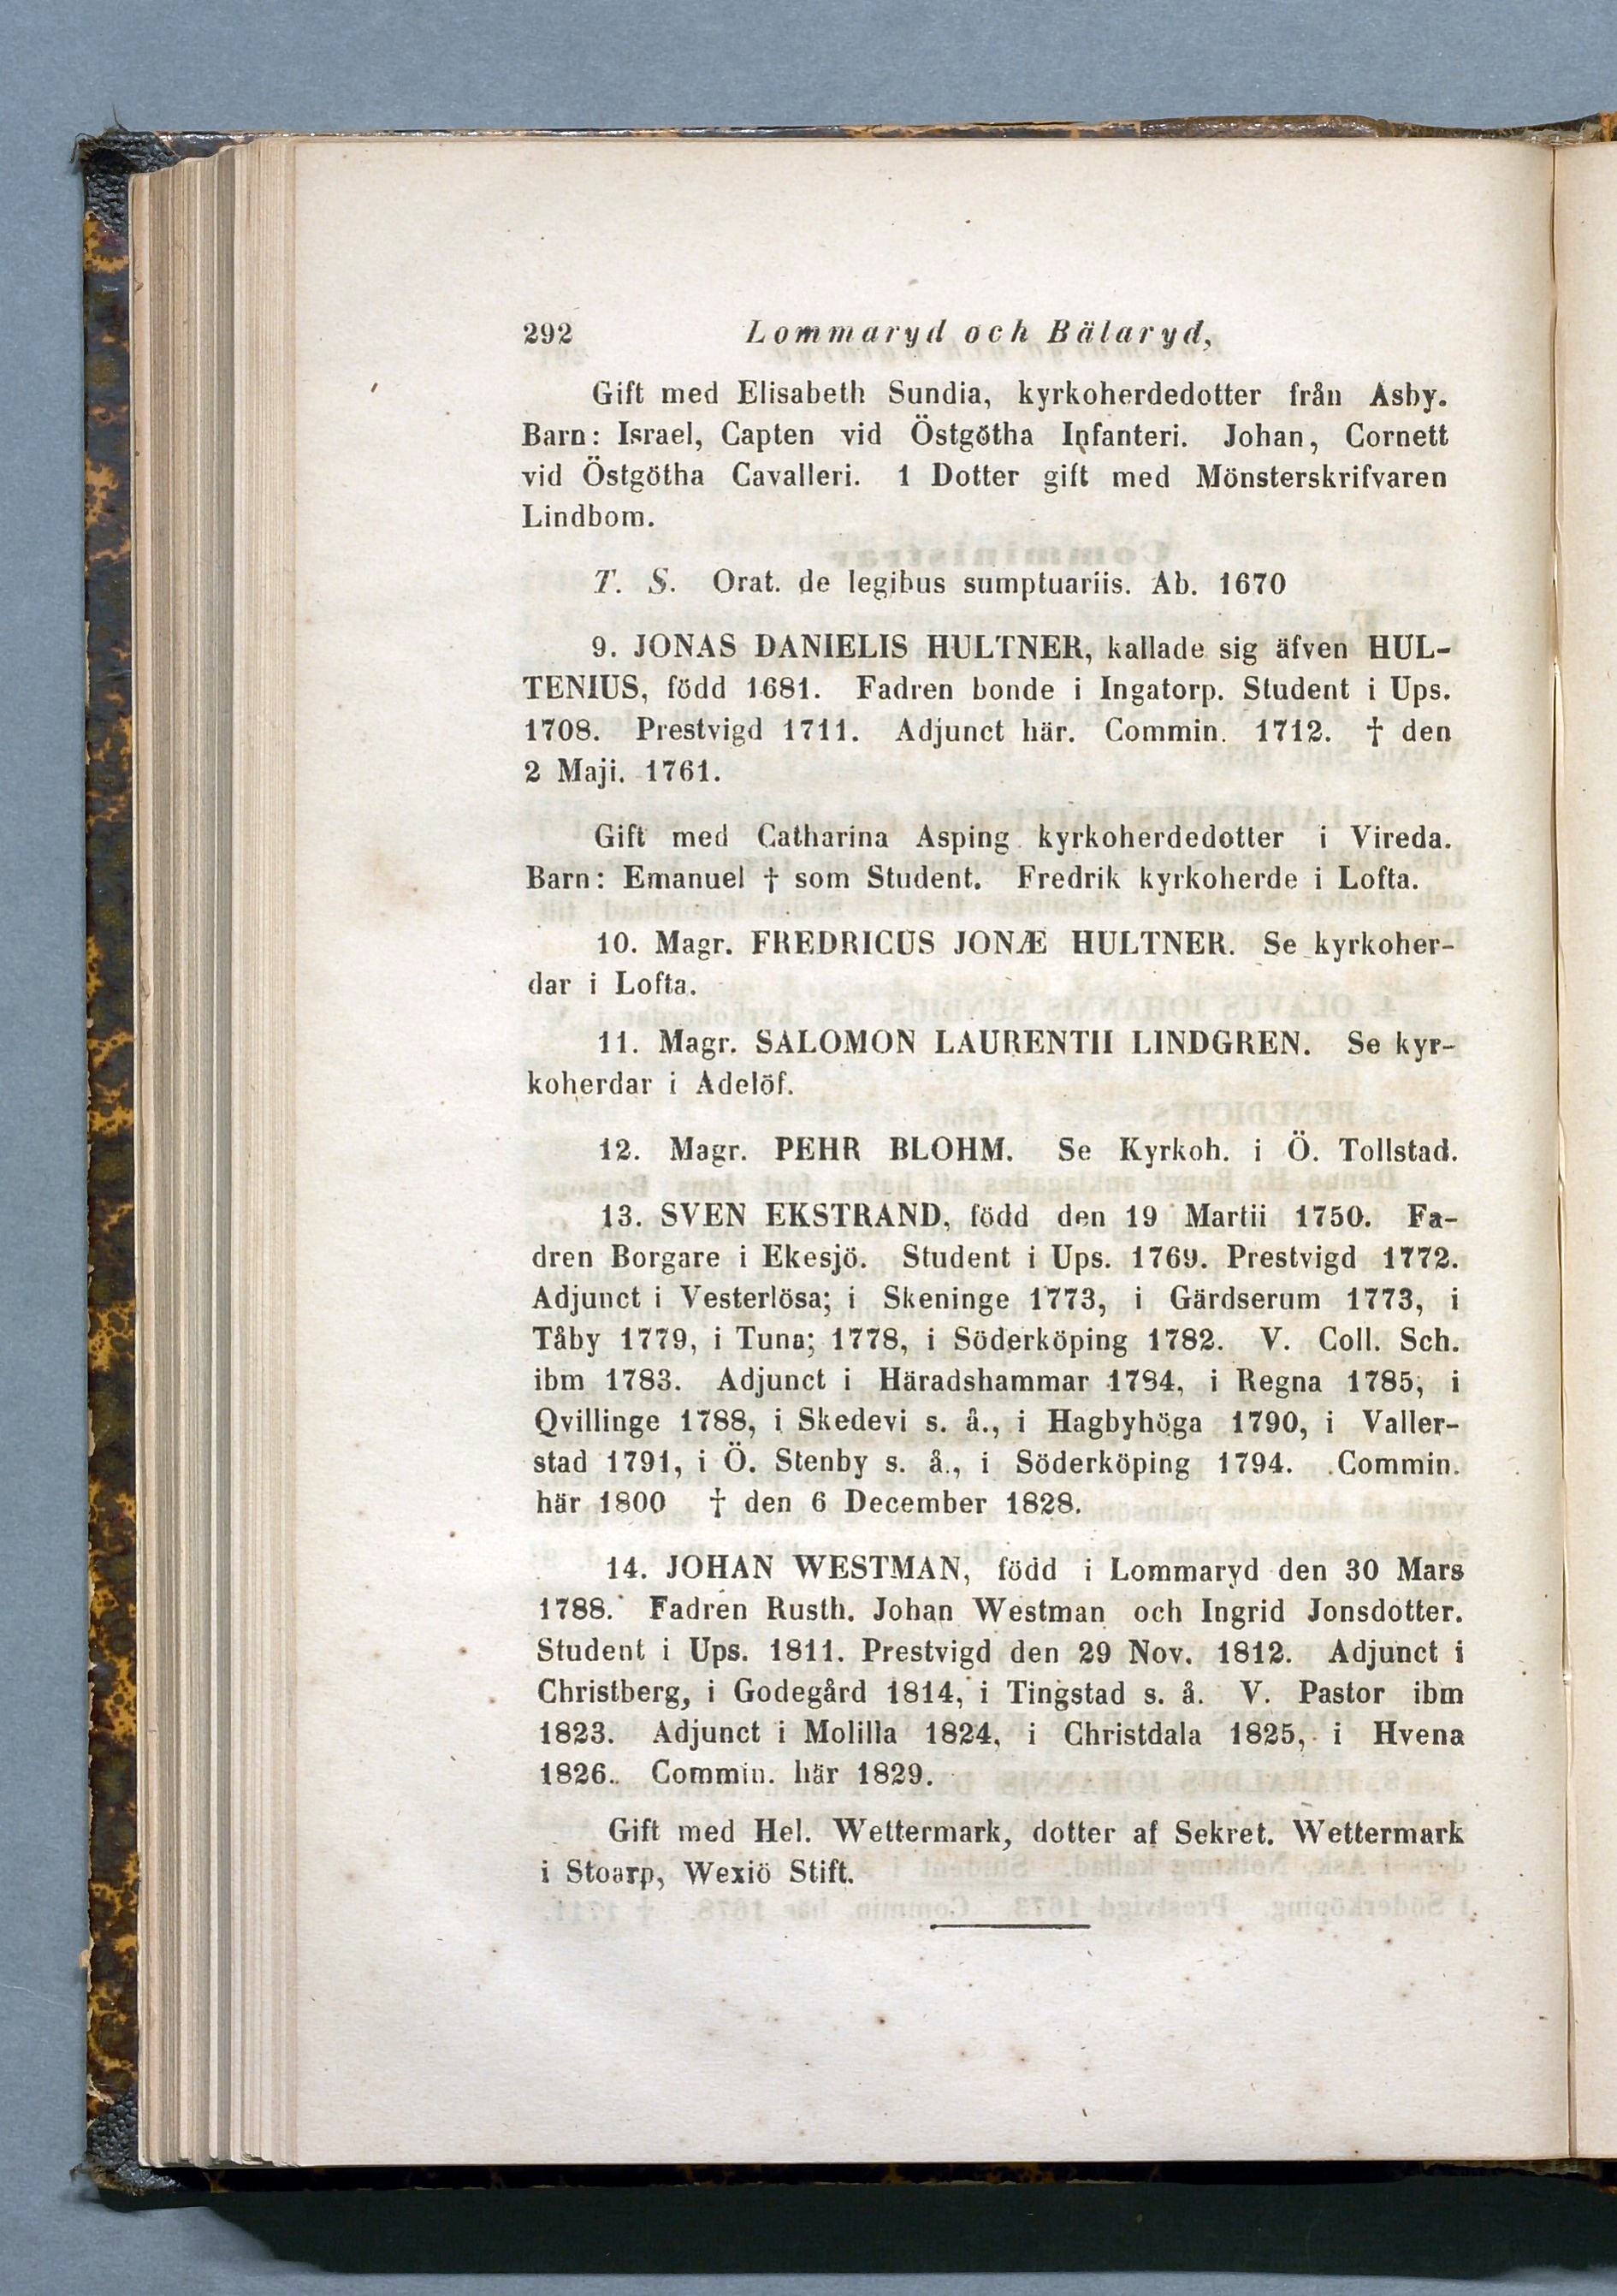 292 Lommaryd och Bälaryd,
Gift med Elisabeth Sundia, kyrkoherdedotter från Asby.
Barn: Israel, Capten vid Östgötha Infanteri. Johan, Cornett
vid Östgötha Cavalleri. 1 Dotter gift med Mönsterskrifvaren
Lindbom.
T. S. Orat. de legibus sumptuariis. Ab. 1670
9. JONAS DANIELIS HULTNER, kallade sig äfven HUL-
TENIUS, född 1681. Fadren bonde i Ingatorp. Student i Ups.
1708. Prestvigd 1711. Adjunct här. Commin. 1712. † den
2 Maji. 1761.
Gift med Catharina Asping kyrkoherdedotter i Vireda.
Barn: Emanuel † som Student. Fredrik kyrkoherde i Lofta.
10. Magr. FREDRICUS JONÆ HULTNER. Se kyrkoher-
dar i Lofta.
11. Magr. SALOMON LAURENTII LINDGREN. Se kyr-
koherdar i Adelöf.
12. Magr. PEHR BLOHM. Se Kyrkoh. i Ö. Tollstad.
13. SVEN EKSTRAND, född den 19 Martii 1750. Fa-
dren Borgare i Ekesjö. Student i Ups. 1769. Prestvigd 1772.
Adjunct i Vesterlösa; i Skeninge 1773, i Gärdserum 1773, i
Tåby 1779, i Tuna; 1778, i Söderköping 1782. V. Coll. Sch.
ibm 1783. Adjunct i Häradshammar 1784, i Regna 1785, i
Qvillinge 1788, i Skedevi s. å., i Hagbyhöga 1790, i Valler-
stad 1791, i Ö. Stenby s. å., i Söderköping 1794. Commin.
här 1800 † den 6 December 1828.
14. JOHAN WESTMAN, född i Lommaryd den 30 Mars
1788. Fadren Rusth. Johan Westman och Ingrid Jonsdotter.
Student i Ups. 1811. Prestvigd den 29 Nov. 1812. Adjunct i
Christberg, i Godegård 1814, i Tingstad s. å. V. Pastor ibm
1823. Adjunct i Molilla 1824, i Christdala 1825, i Hvena
1826. Commin. här 1829.
Gift med Hel. Wettermark, dotter af Sekret. Wettermark
i Stoarp, Wexiö Stift.